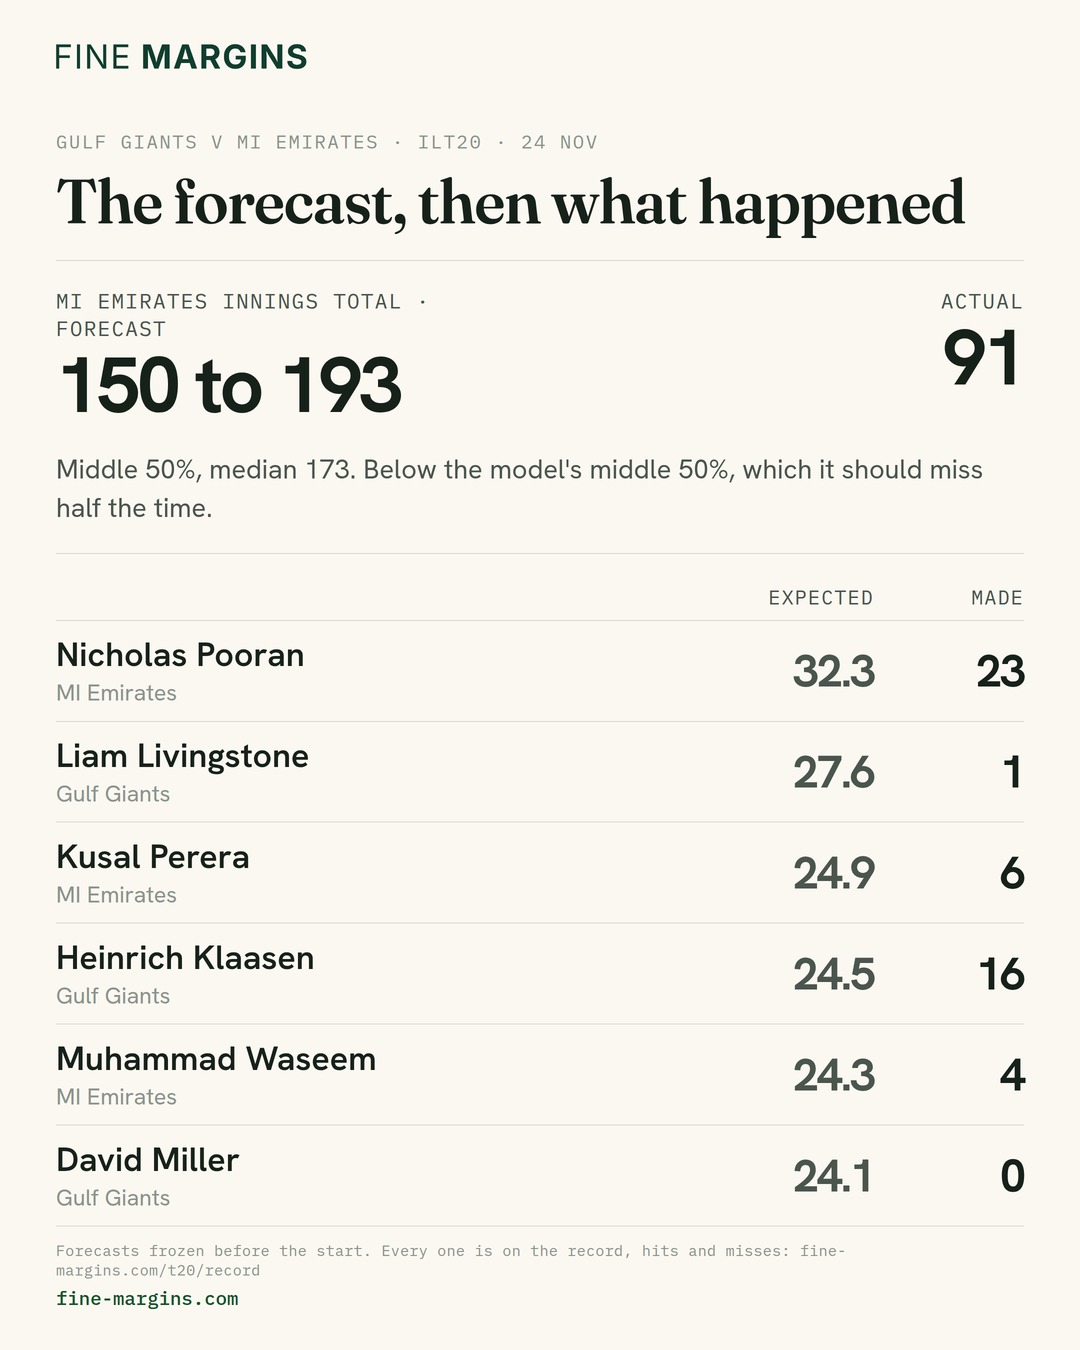 FINE MARGINS
GULF GIANTS V MI EMIRATES · ILT20 · 24 NOV
The forecast, then what happened
MI EMIRATES INNINGS TOTAL ·
FORECAST
150 to 193
ACTUAL
91
Middle 50%, median 173. Below the model's middle 50%, which it should miss
half the time.
EXPECTED MADE
Nicholas Pooran
MI Emirates
32.3 23
Liam Livingstone
Gulf Giants
27.6 1
Kusal Perera
MI Emirates
24.9 6
Heinrich Klaasen
Gulf Giants
24.5 16
Muhammad Waseem
MI Emirates
24.3 4
David Miller
Gulf Giants
24.1 0
Forecasts frozen before the start. Every one is on the record, hits and misses: fine-
margins.com/t20/record
fine-margins.com